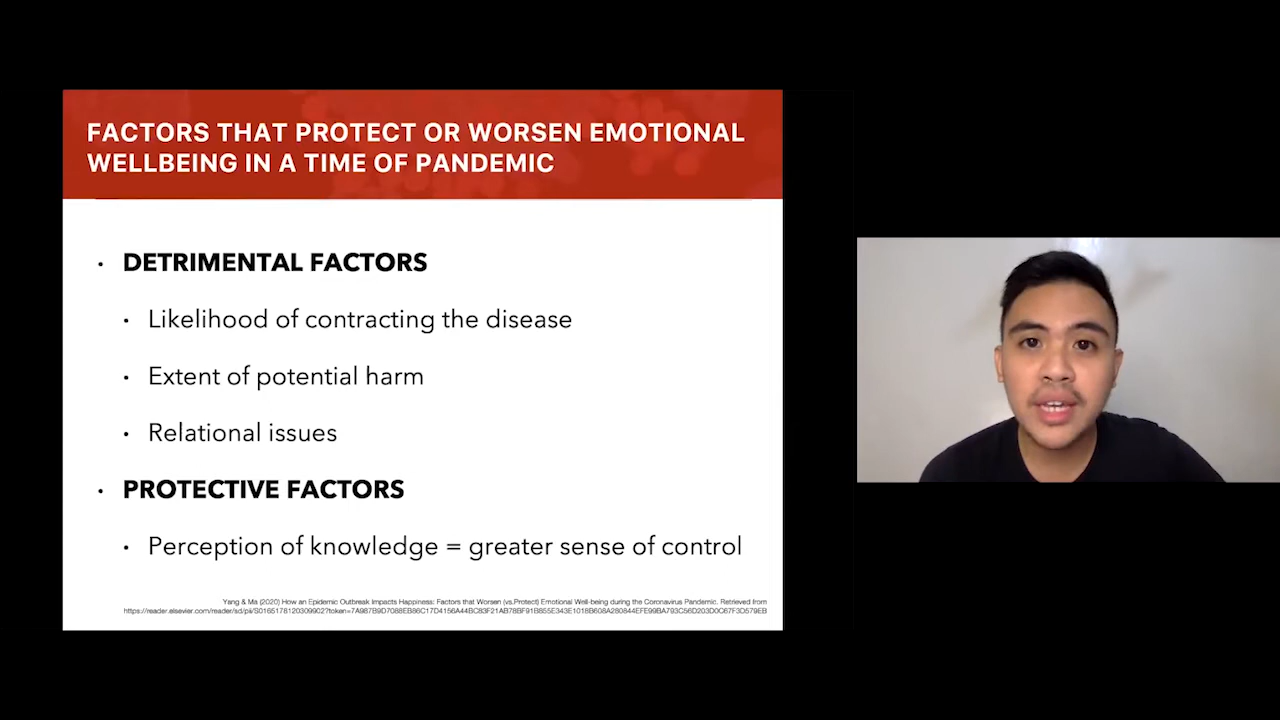 FACTORS THAT PROTECT OR WORSEN EMOTIONAL
WELLBEING IN A TIME OF PANDEMIC
• DETRIMENTAL FACTORS
• Likelihood of contracting the disease
• Extent of potential harm
• Relational issues
• PROTECTIVE FACTORS
• Perception of knowledge = greater sense of control
Yang & Ma (2020) How an Epidemic Outbreak Impacts Happiness: Factors that Worsen (vs.Protect) Emotional Well-being during the Coronavirus Pandemic. Retrieved from